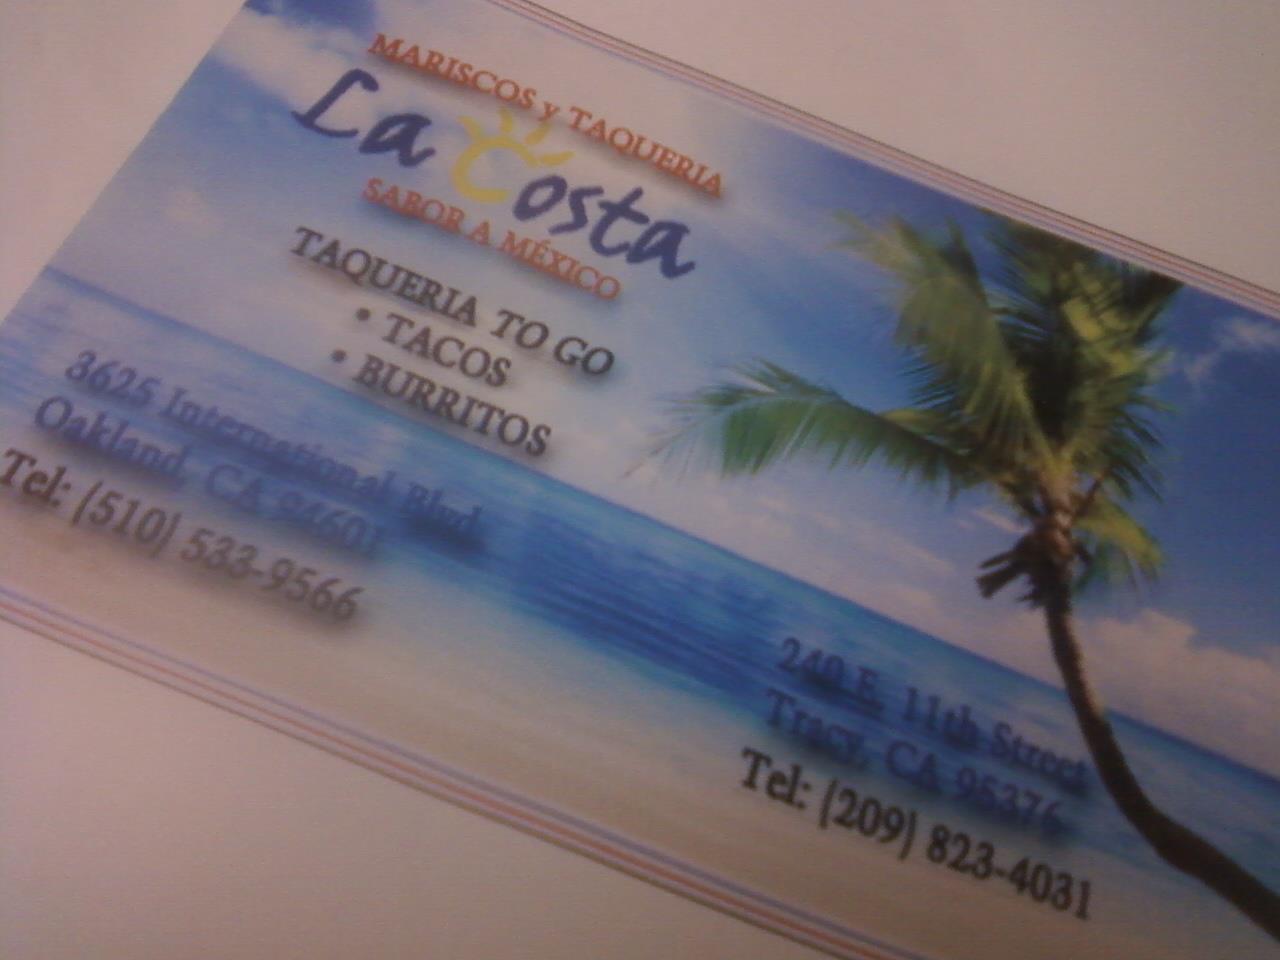 MARISCOS y TAQUERIA
La Costa
SABOR A MÉXICO
TAQUERIA TO GO
• TACOS
• BURRITOS
3625 International Blvd.
Oakland, CA 94601
Tel: (510) 533-9566
240 E. 11th Street
Tracy, CA 95376
Tel: (209) 823-4031